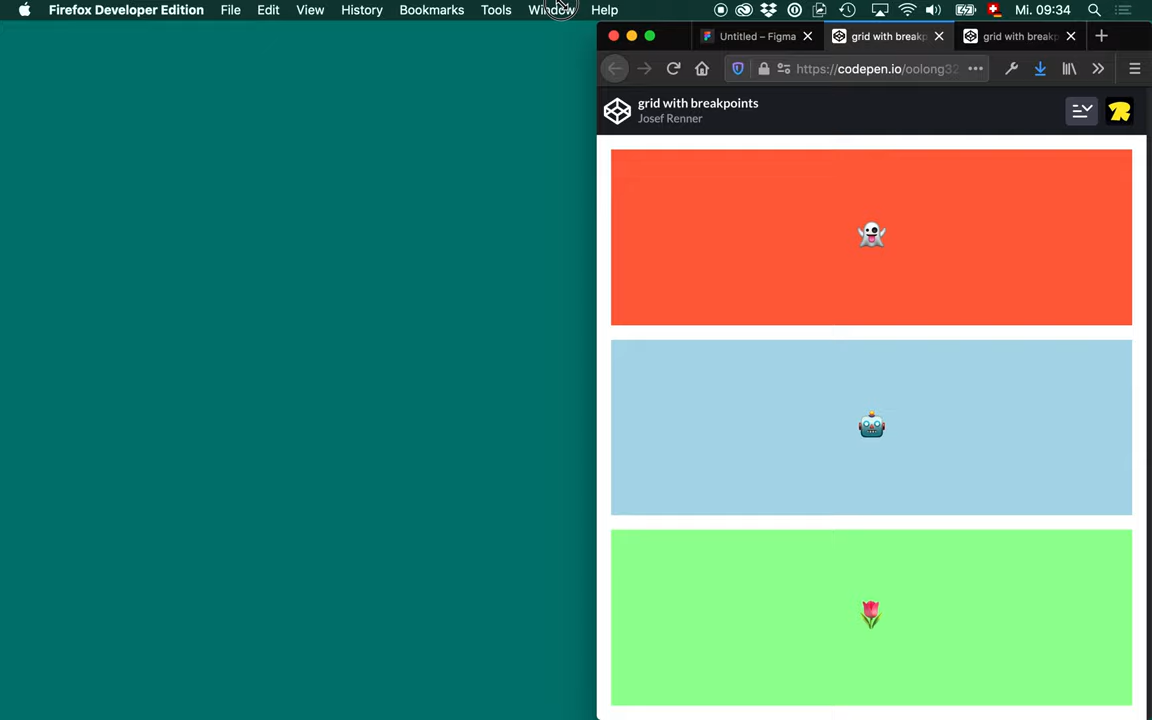 Firefox Developer Edition File Edit View History Bookmarks Tools Window Help Mi. 09:34
Untitled – Figma grid with breakp grid with breakp
https://codepen.io/oolong32
grid with breakpoints
Josef Renner